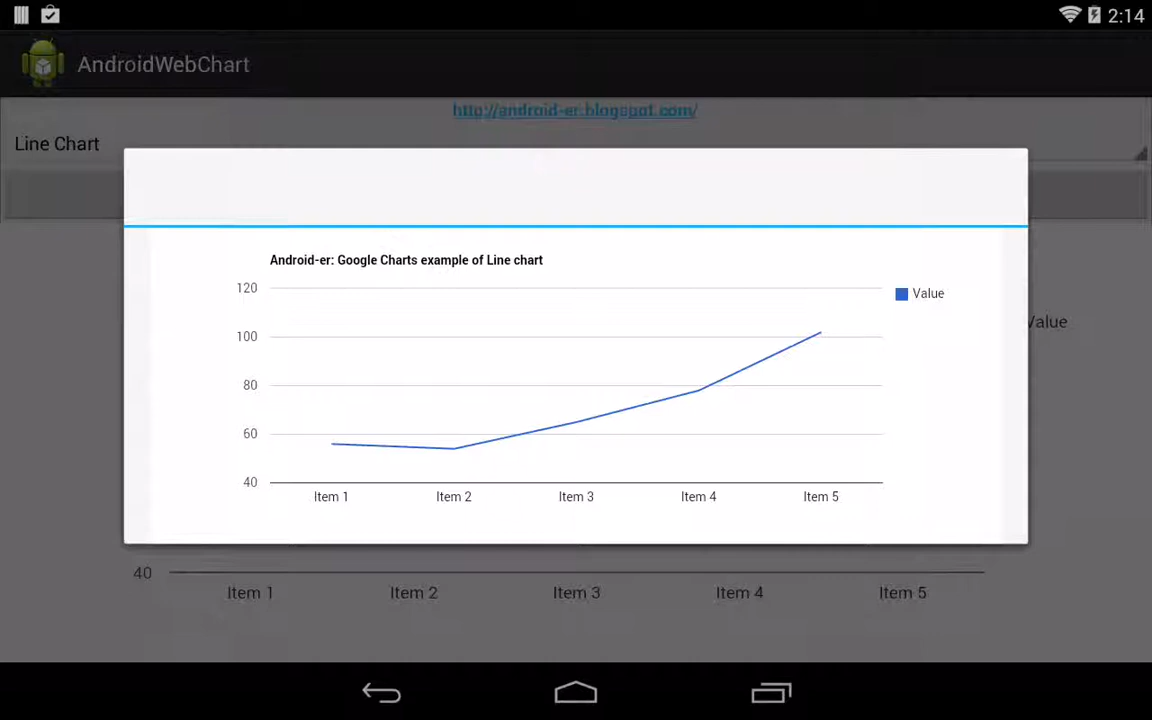 2:14
AndroidWebChart
http://android-er.blogspot.com/
Line Chart
Android-er: Google Charts example of Line chart
120
100
80
60
40
Value
Item 1 Item 2 Item 3 Item 4 Item 5
Value
40
Item 1 Item 2 Item 3 Item 4 Item 5